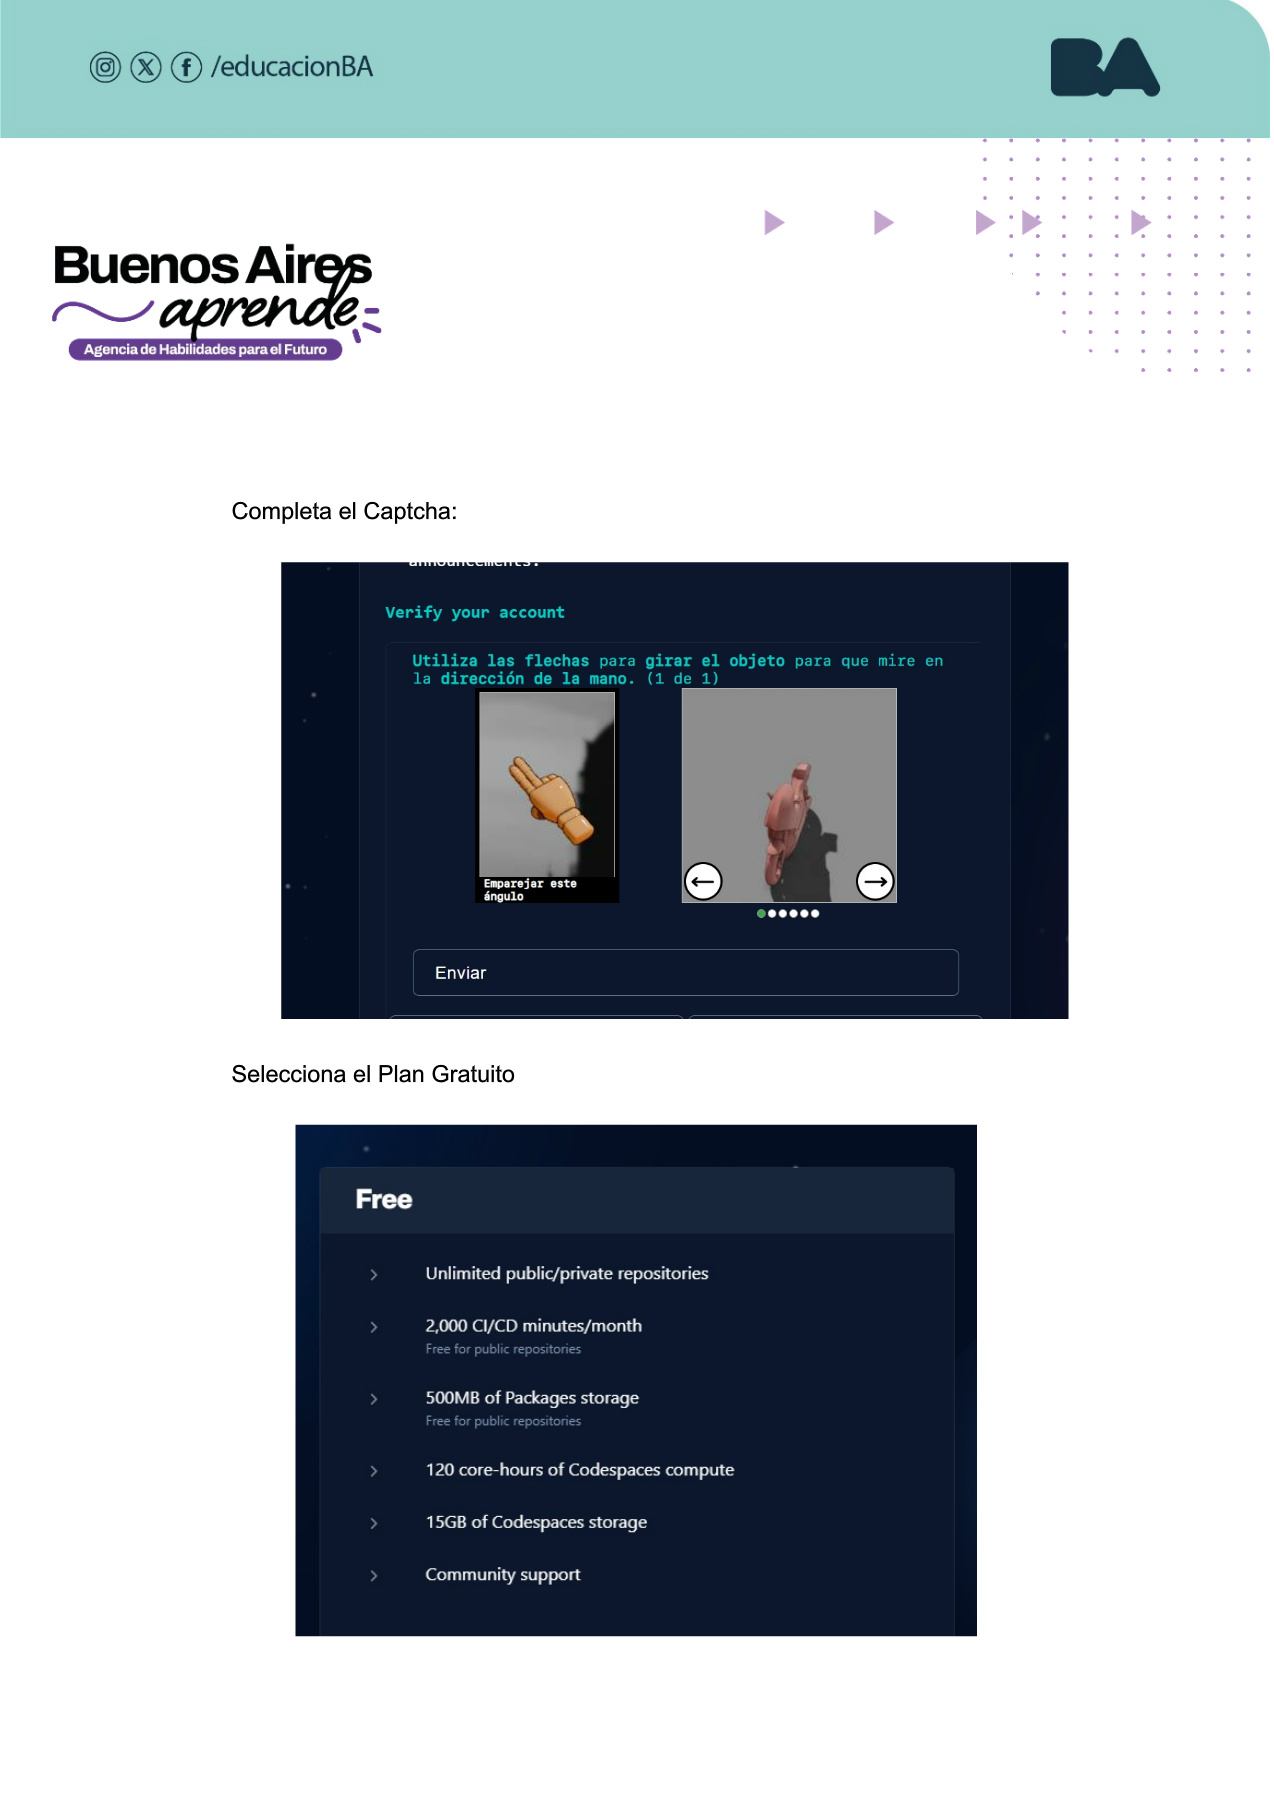 /educacionBA
BA
Buenos Aires
aprende
Agencia de Habilidades para el Futuro
Completa el Captcha:
announcements.
Verify your account
Utiliza las flechas para girar el objeto para que mire en
la dirección de la mano. (1 de 1)
Emparejar este
ángulo
Enviar
Selecciona el Plan Gratuito
Free
Unlimited public/private repositories
2,000 CI/CD minutes/month
Free for public repositories
500MB of Packages storage
Free for public repositories
120 core-hours of Codespaces compute
15GB of Codespaces storage
Community support